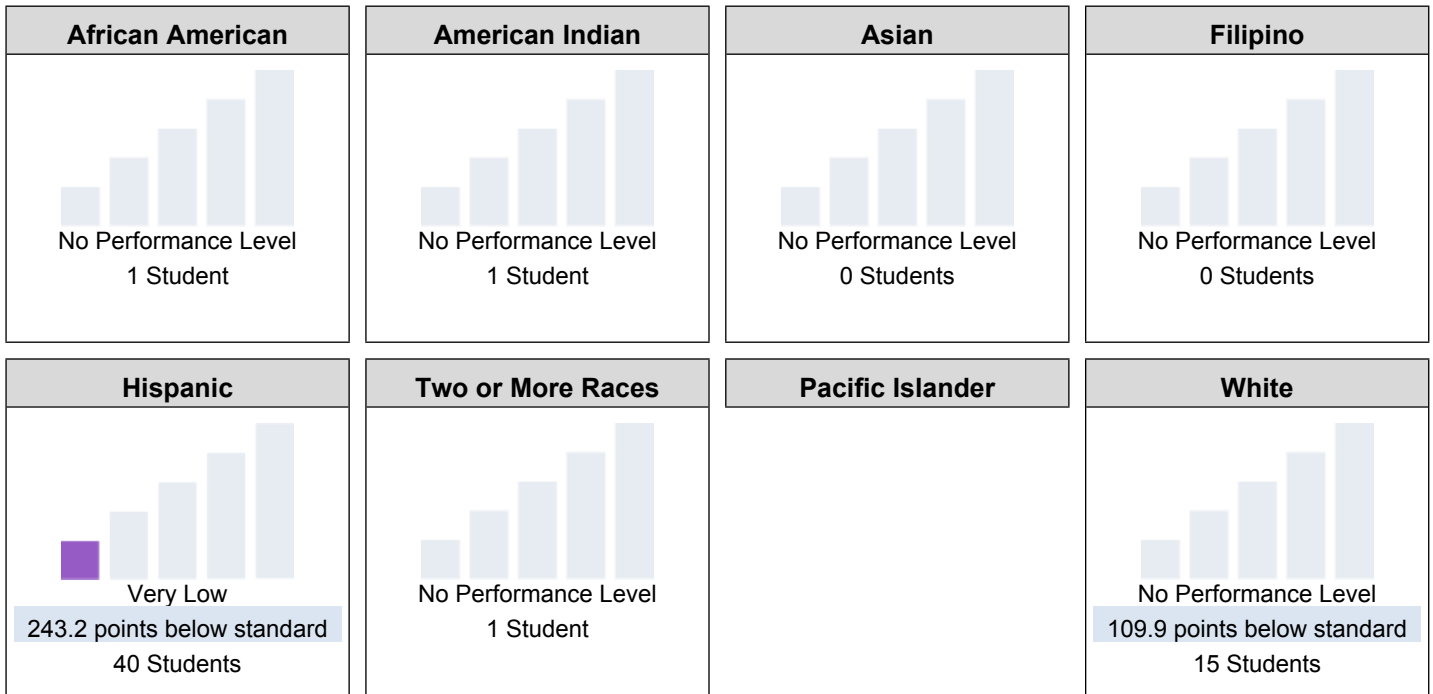 African American
No Performance Level
1 Student
American Indian
No Performance Level
1 Student
Asian
No Performance Level
0 Students
Filipino
No Performance Level
0 Students
Hispanic
Very Low
243.2 points below standard
40 Students
Two or More Races
No Performance Level
1 Student
Pacific Islander
White
No Performance Level
109.9 points below standard
15 Students